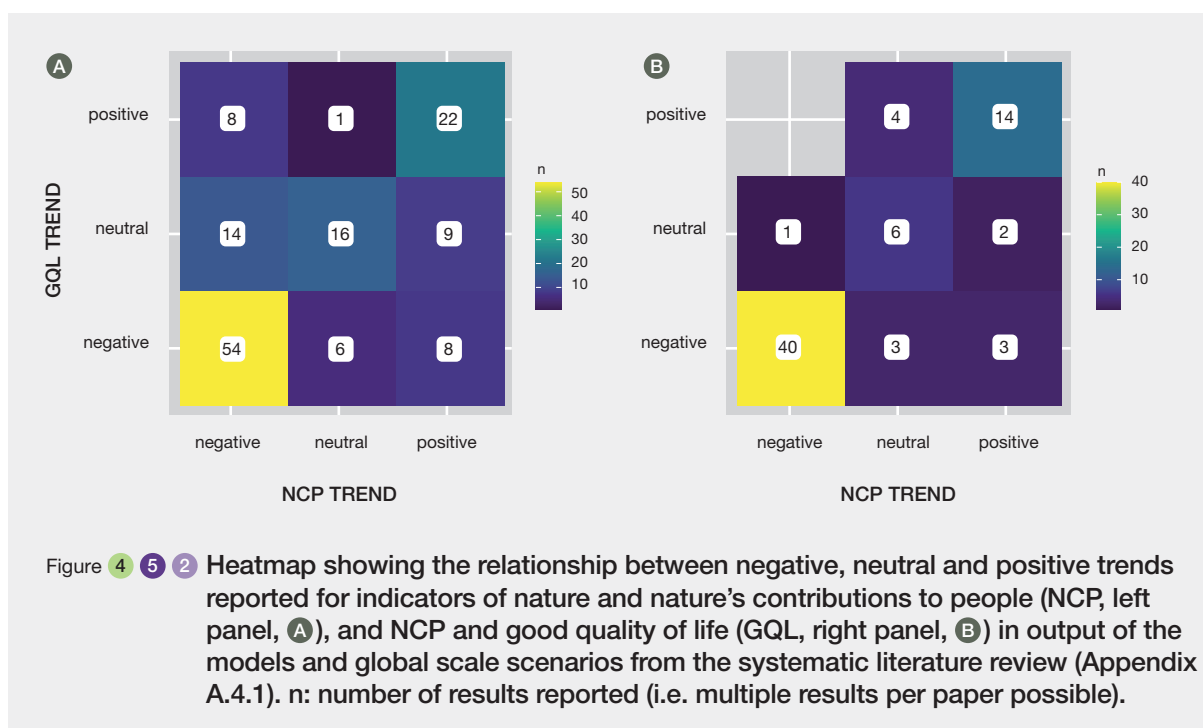 A
positive
neutral
negative
GQL TREND
8 1 22
14 16 9
54 6 8
negative neutral positive
NCP TREND
n
50
40
30
20
10
B
positive
neutral
negative
4 14
1 6 2
40 3 3
negative neutral positive
NCP TREND
n
40
30
20
10
Figure 4 5 2 Heatmap showing the relationship between negative, neutral and positive trends
reported for indicators of nature and nature's contributions to people (NCP, left
panel, A), and NCP and good quality of life (GQL, right panel, B) in output of the
models and global scale scenarios from the systematic literature review (Appendix
A.4.1). n: number of results reported (i.e. multiple results per paper possible).